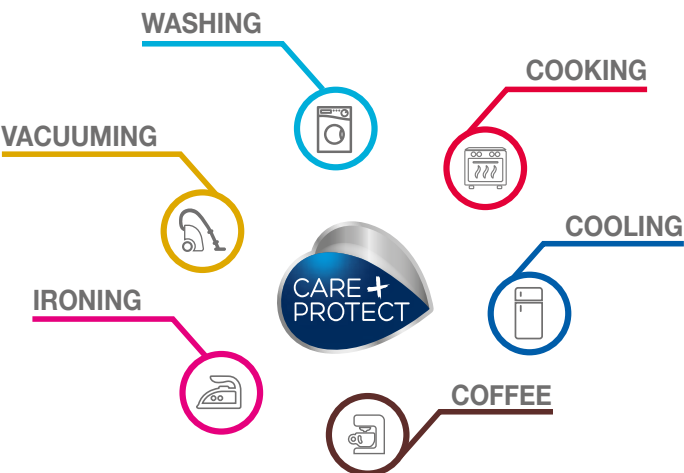 WASHING
COOKING
VACUUMING
COOLING
CARE +
PROTECT
IRONING
COFFEE